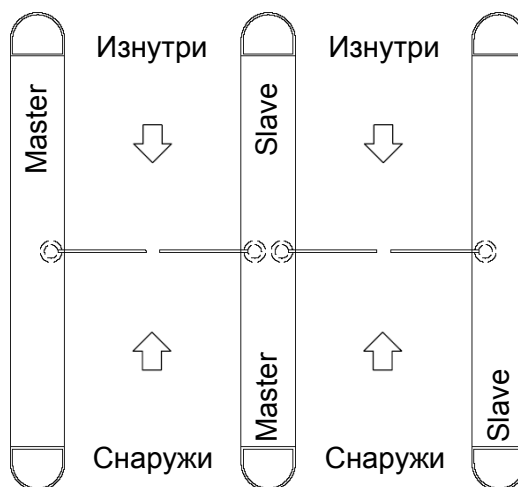 Изнутри Изнутри
Master
Slave
Master
Slave
Снаружи Снаружи